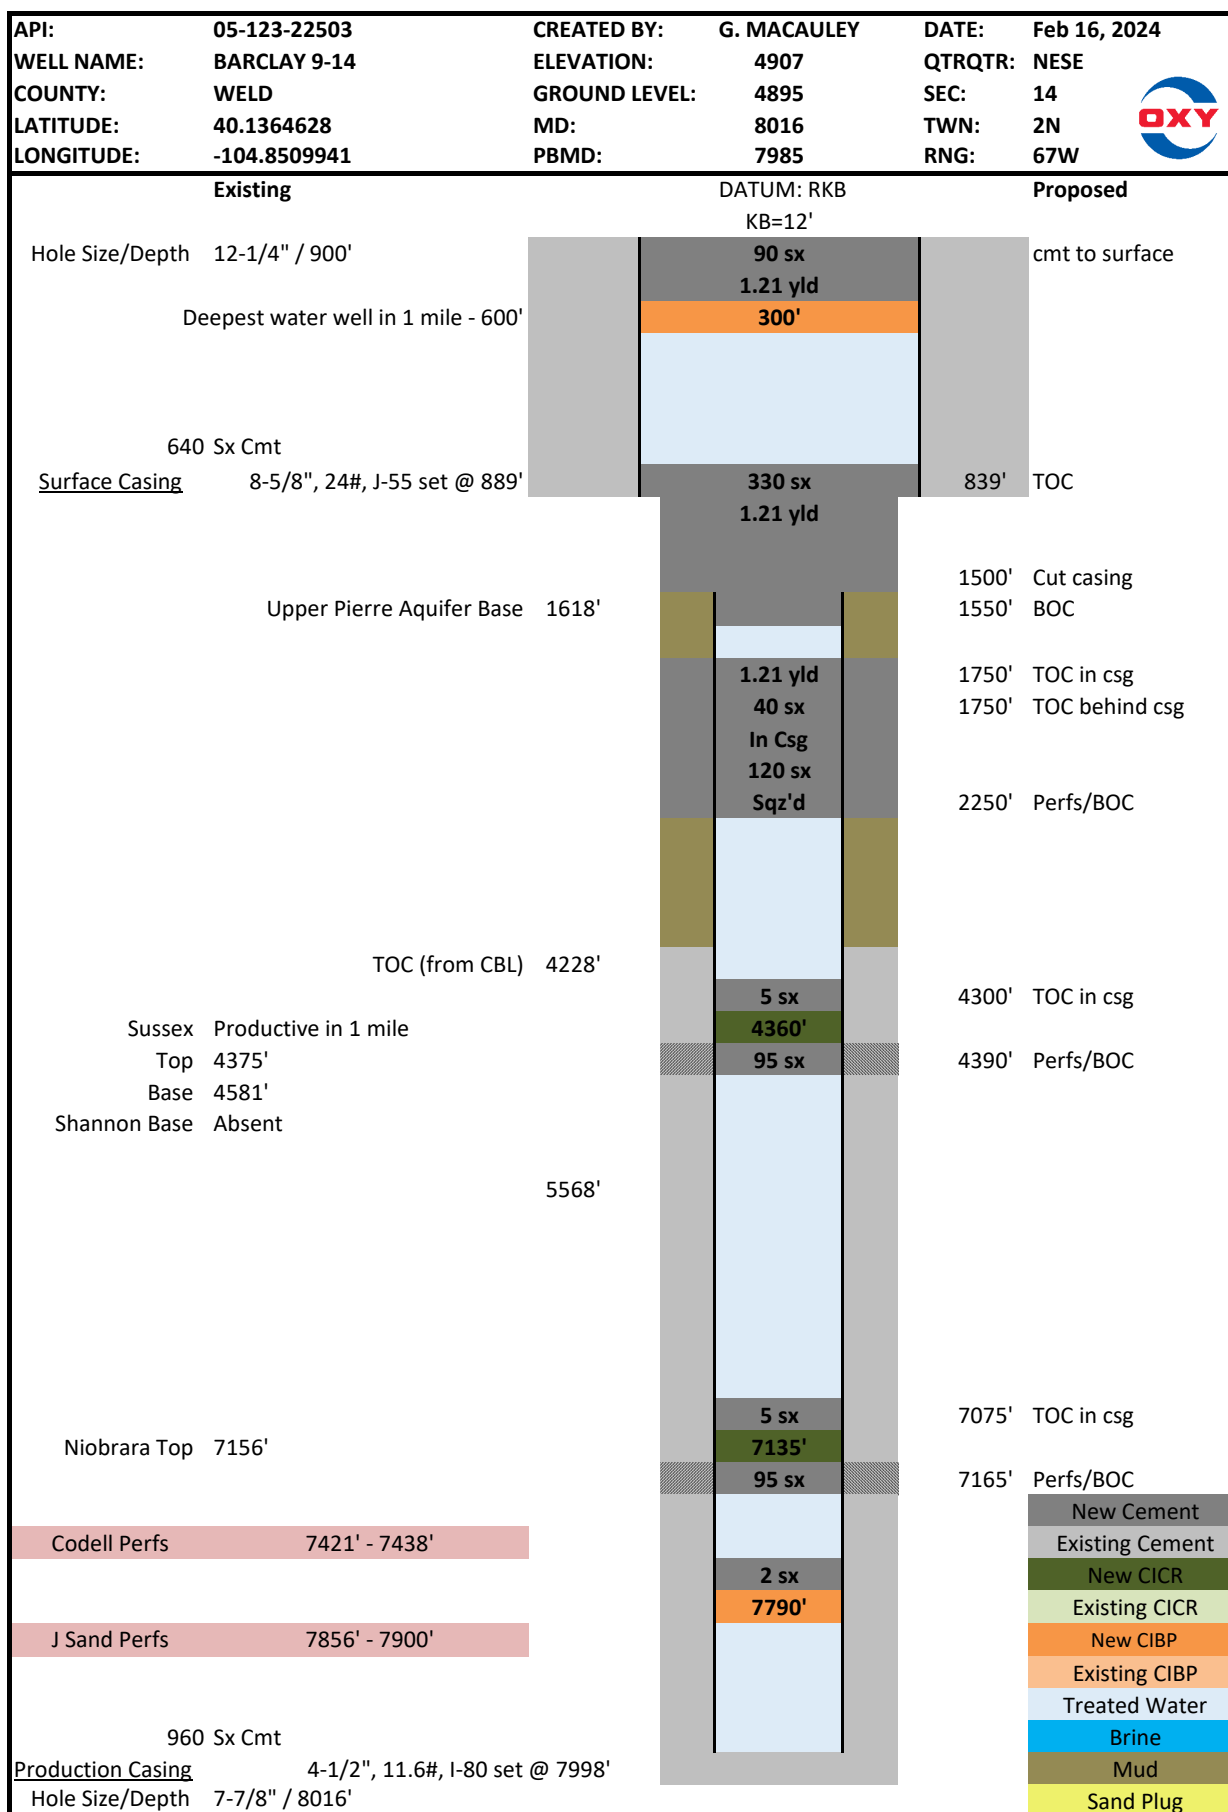 API: 05-123-22503 CREATED BY: G. MACAULEY DATE: Feb 16, 2024
WELL NAME: BARCLAY 9-14 ELEVATION: 4907 QTRQTR: NESE
COUNTY: WELD GROUND LEVEL: 4895 SEC: 14
LATITUDE: 40.1364628 MD: 8016 TWN: 2N
LONGITUDE: -104.8509941 PBMD: 7985 RNG: 67W
OXY
Existing DATUM: RKB Proposed
KB=12'
Hole Size/Depth 12-1/4" / 900' 90 sx cmt to surface
1.21 yld
Deepest water well in 1 mile - 600' 300'
640 Sx Cmt
Surface Casing 8-5/8", 24#, J-55 set @ 889' 330 sx 839' TOC
1.21 yld
1500' Cut casing
Upper Pierre Aquifer Base 1618' 1550' BOC
1.21 yld 1750' TOC in csg
40 sx 1750' TOC behind csg
In Csg
120 sx
Sqz'd 2250' Perfs/BOC
TOC (from CBL) 4228'
5 sx 4300' TOC in csg
Sussex Productive in 1 mile 4360'
Top 4375' 95 sx 4390' Perfs/BOC
Base 4581'
Shannon Base Absent
5568'
5 sx 7075' TOC in csg
Niobrara Top 7156' 7135'
95 sx 7165' Perfs/BOC
New Cement
Codell Perfs 7421' - 7438' Existing Cement
2 sx New CICR
7790' Existing CICR
J Sand Perfs 7856' - 7900' New CIBP
Existing CIBP
Treated Water
960 Sx Cmt Brine
Production Casing 4-1/2", 11.6#, I-80 set @ 7998' Mud
Hole Size/Depth 7-7/8" / 8016' Sand Plug